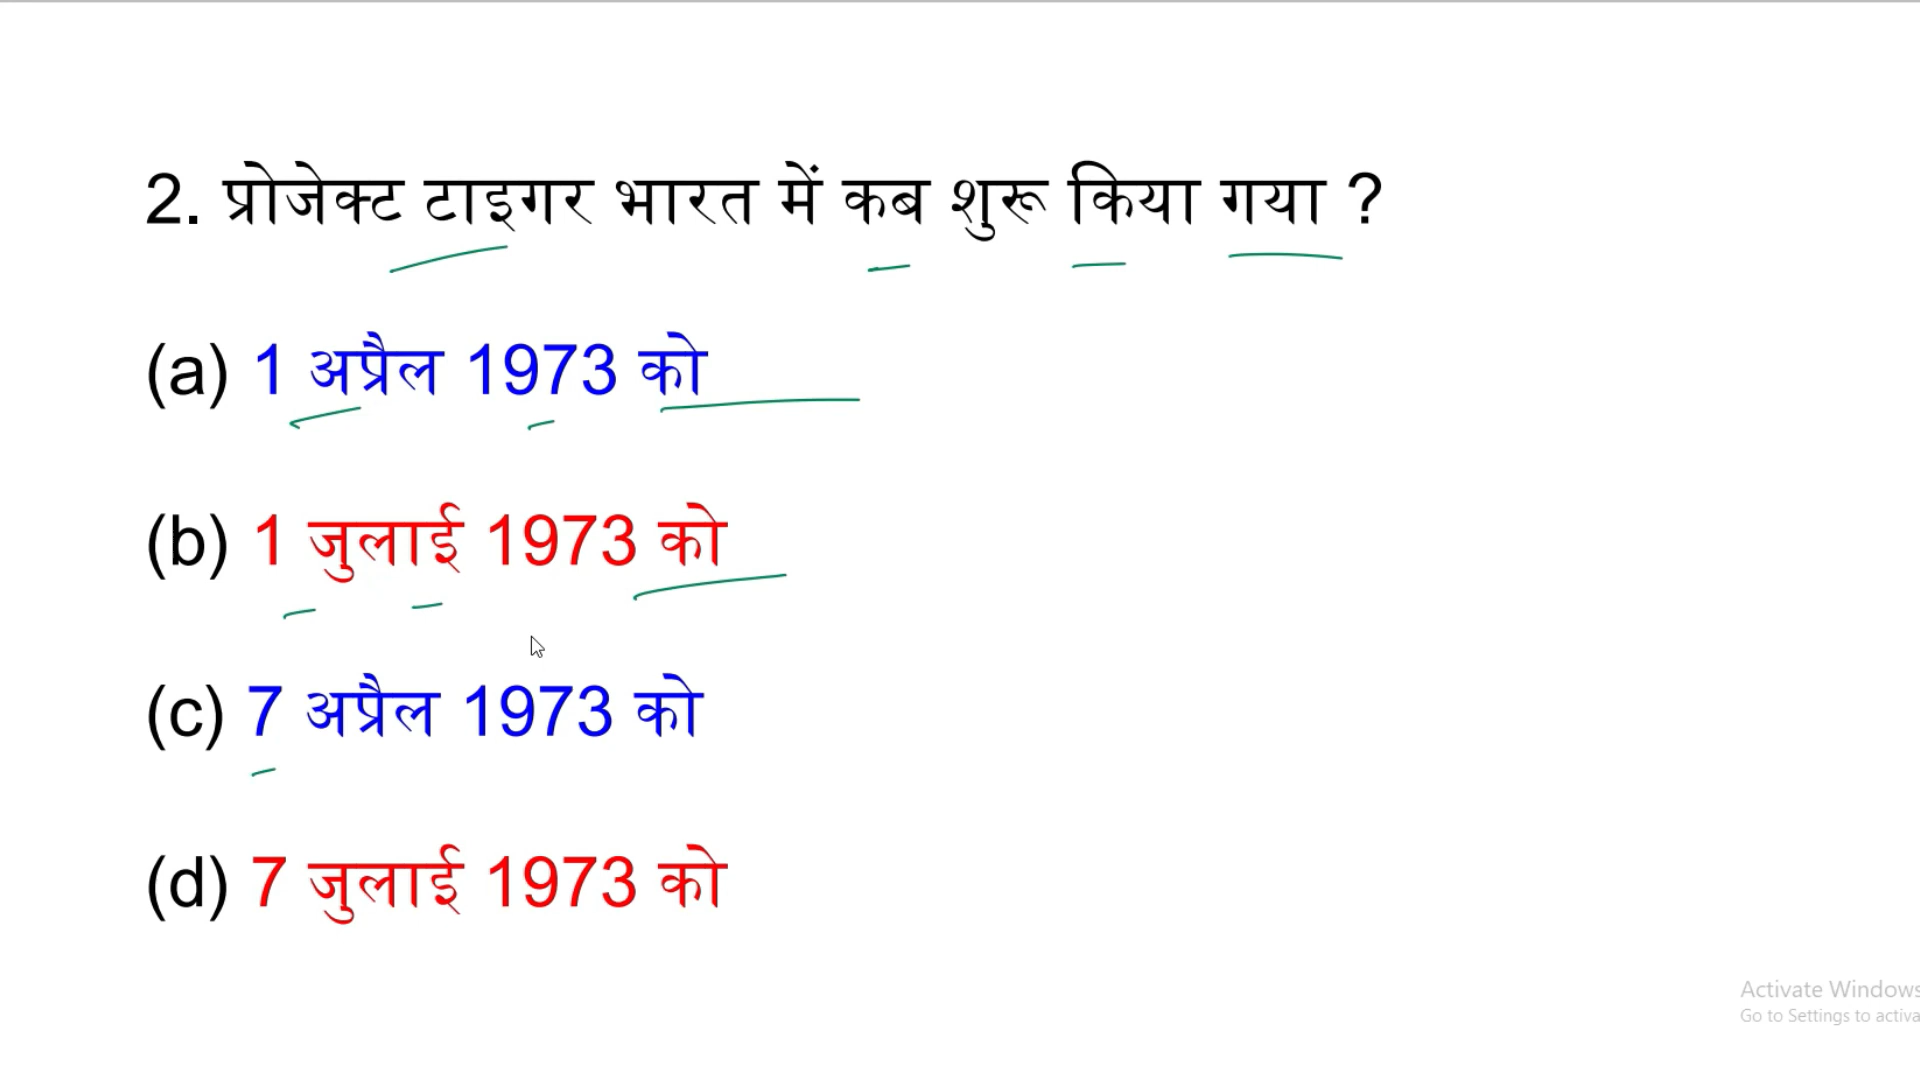 2. प्रोजेक्ट टाइगर भारत में कब शुरू किया गया ?
(a) 1 अप्रैल 1973 को
(b) 1 जुलाई 1973 को
(c) 7 अप्रैल 1973 को
(d) 7 जुलाई 1973 को
Activate Windows
Go to Settings to activa